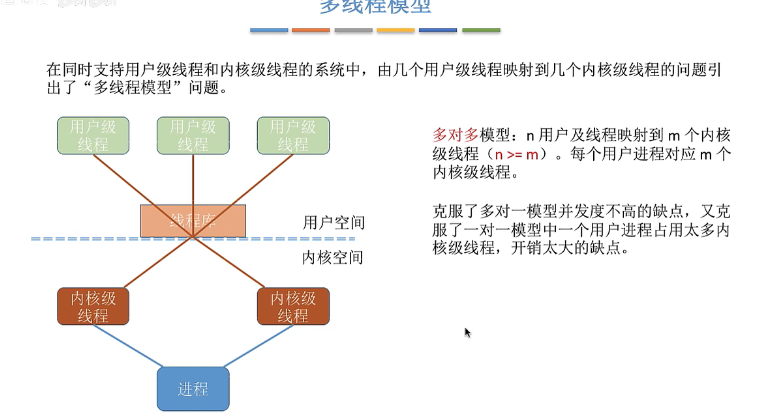 多线程模型
在同时支持用户级线程和内核级线程的系统中，由几个用户级线程映射到几个内核级线程的问题引
出了“多线程模型”问题。
用户级
线程
用户级
线程
用户级
线程
线程库
用户空间
内核空间
内核级
线程
内核级
线程
进程
多对多模型：n 用户及线程映射到 m 个内核
级线程（n >= m）。每个用户进程对应 m 个
内核级线程。
克服了多对一模型并发度不高的缺点，又克
服了一对一模型中一个用户进程占用太多内
核级线程，开销太大的缺点。